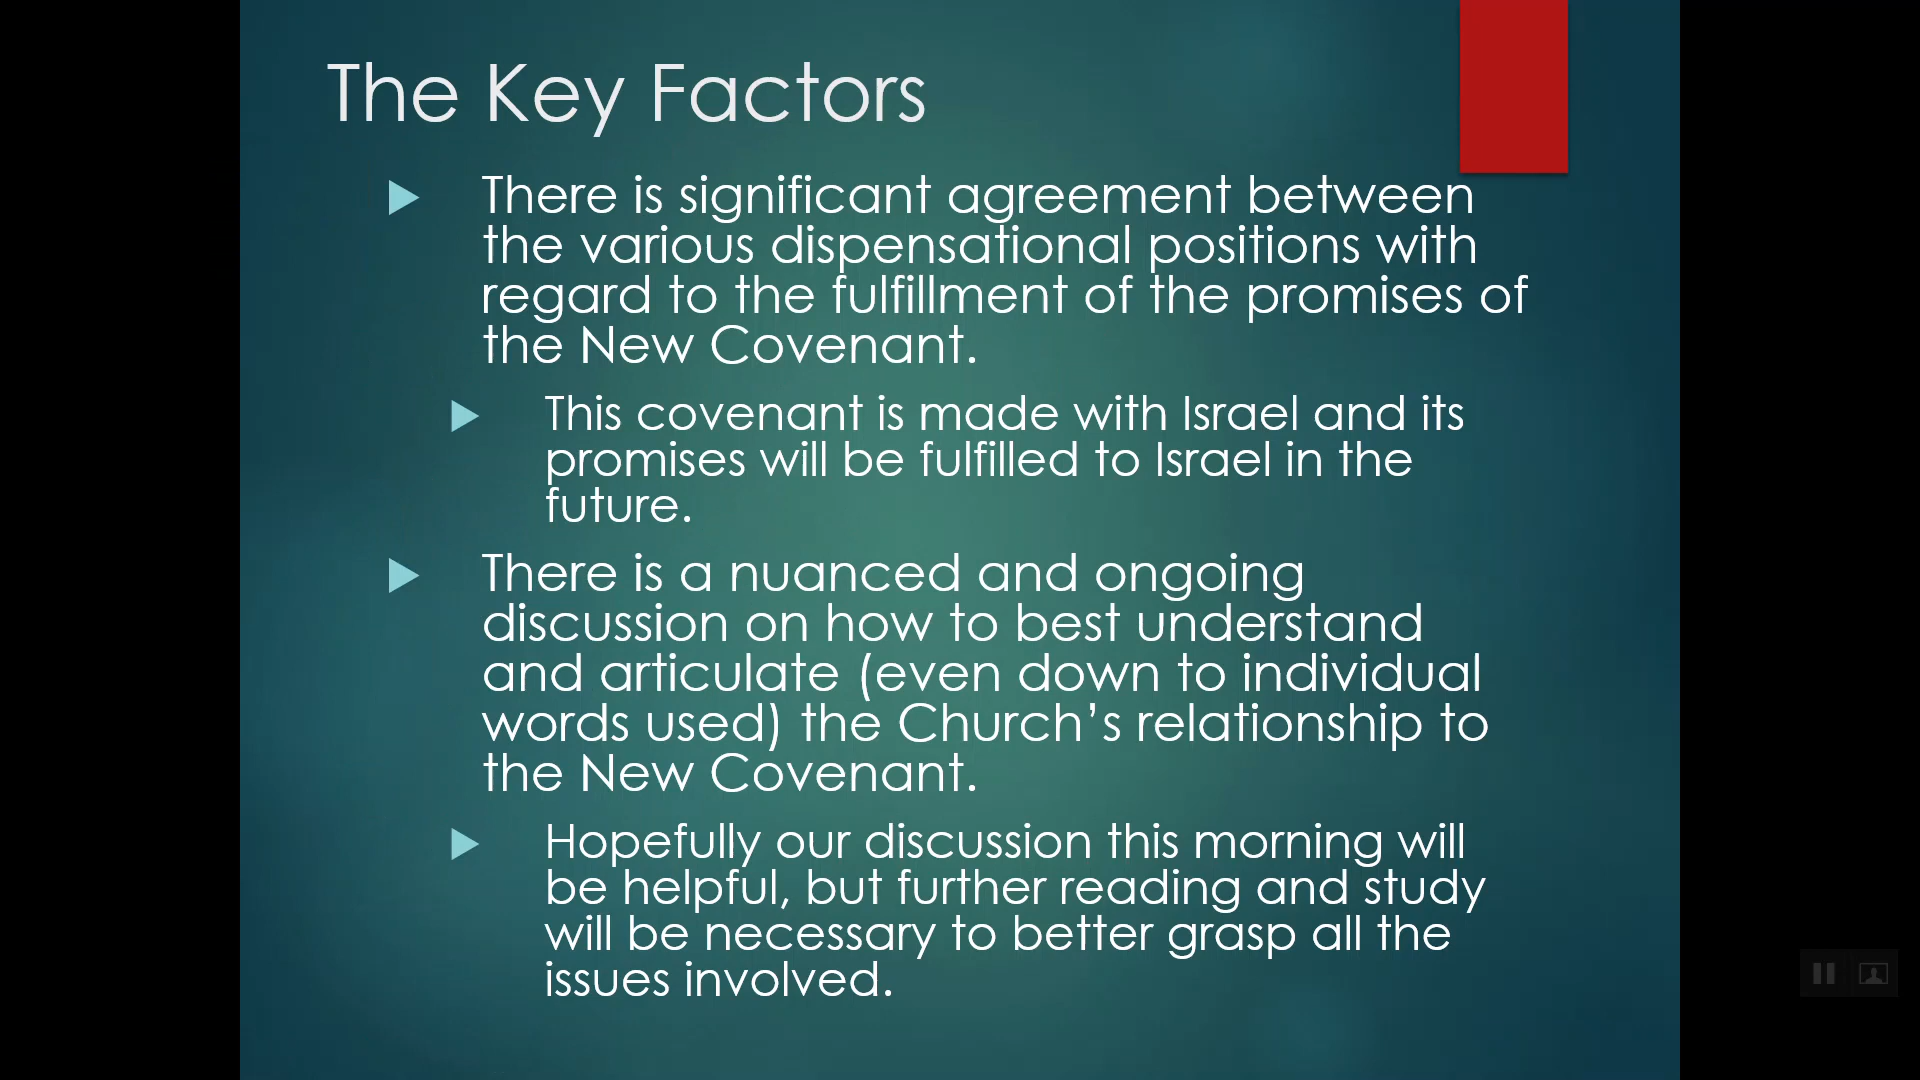 The Key Factors
There is significant agreement between
the various dispensational positions with
regard to the fulfillment of the promises of
the New Covenant.
This covenant is made with Israel and its
promises will be fulfilled to Israel in the
future.
There is a nuanced and ongoing
discussion on how to best understand
and articulate (even down to individual
words used) the Church’s relationship to
the New Covenant.
Hopefully our discussion this morning will
be helpful, but further reading and study
will be necessary to better grasp all the
issues involved.